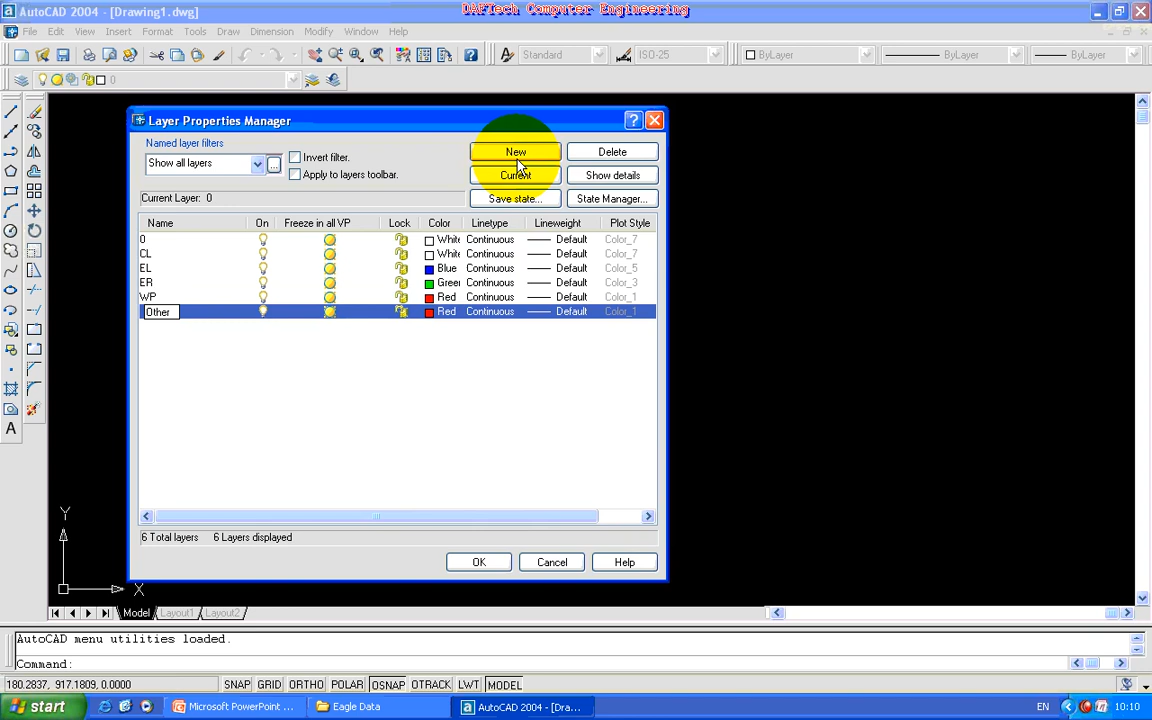 AutoCAD 2004 - [Drawing1.dwg]
DAFTech Computer Engineering
File Edit View Insert Format Tools Draw Dimension Modify Window Help
Standard ISO-25 ByLayer ByLayer ByLayer
0
Layer Properties Manager
Named layer filters
Show all layers
...
Invert filter.
Apply to layers toolbar.
New Delete
Current Show details
Save state... State Manager...
Current Layer: 0
Name On Freeze in all VP Lock Color Linetype Lineweight Plot Style
0 White Continuous Default Color_7
CL White Continuous Default Color_7
EL Blue Continuous Default Color_5
ER Green Continuous Default Color_3
WP Red Continuous Default Color_1
Other Red Continuous Default Color_1
6 Total layers 6 Layers displayed
OK Cancel Help
Y
X
Model Layout1 Layout2
AutoCAD menu utilities loaded.
Command:
180.2837, 917.1809, 0.0000 SNAP GRID ORTHO POLAR OSNAP OTRACK LWT MODEL
start Microsoft PowerPoint ... Eagle Data AutoCAD 2004 - [Dra... EN 10:10